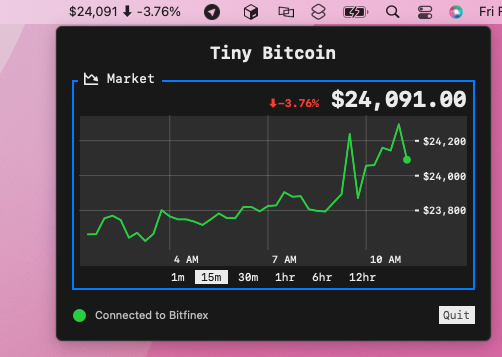 $24,091 ⬇ -3.76% Fri F
Tiny Bitcoin
Market
⬇-3.76% $24,091.00
$24,200
$24,000
$23,800
4 AM 7 AM 10 AM
1m 15m 30m 1hr 6hr 12hr
Connected to Bitfinex Quit